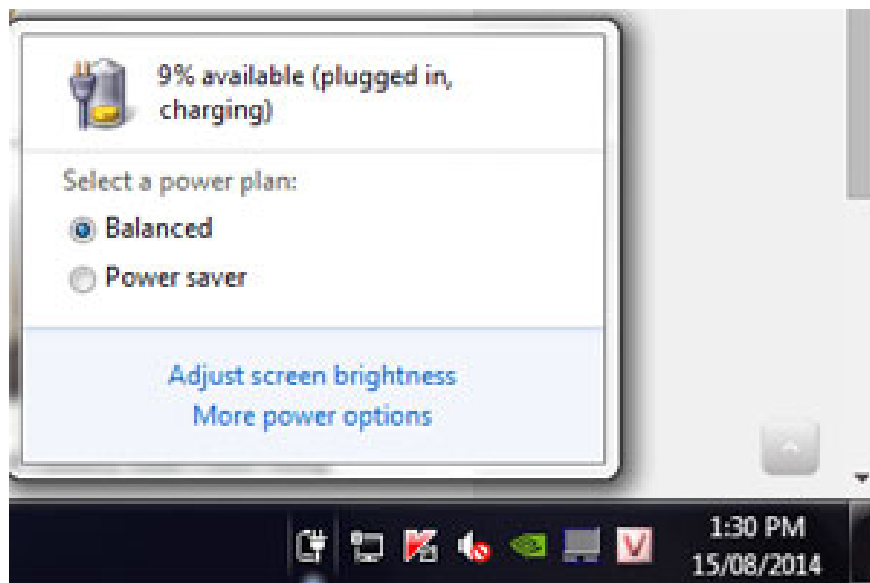 9% available (plugged in,
charging)
Select a power plan:
Balanced
Power saver
Adjust screen brightness
More power options
1:30 PM
15/08/2014